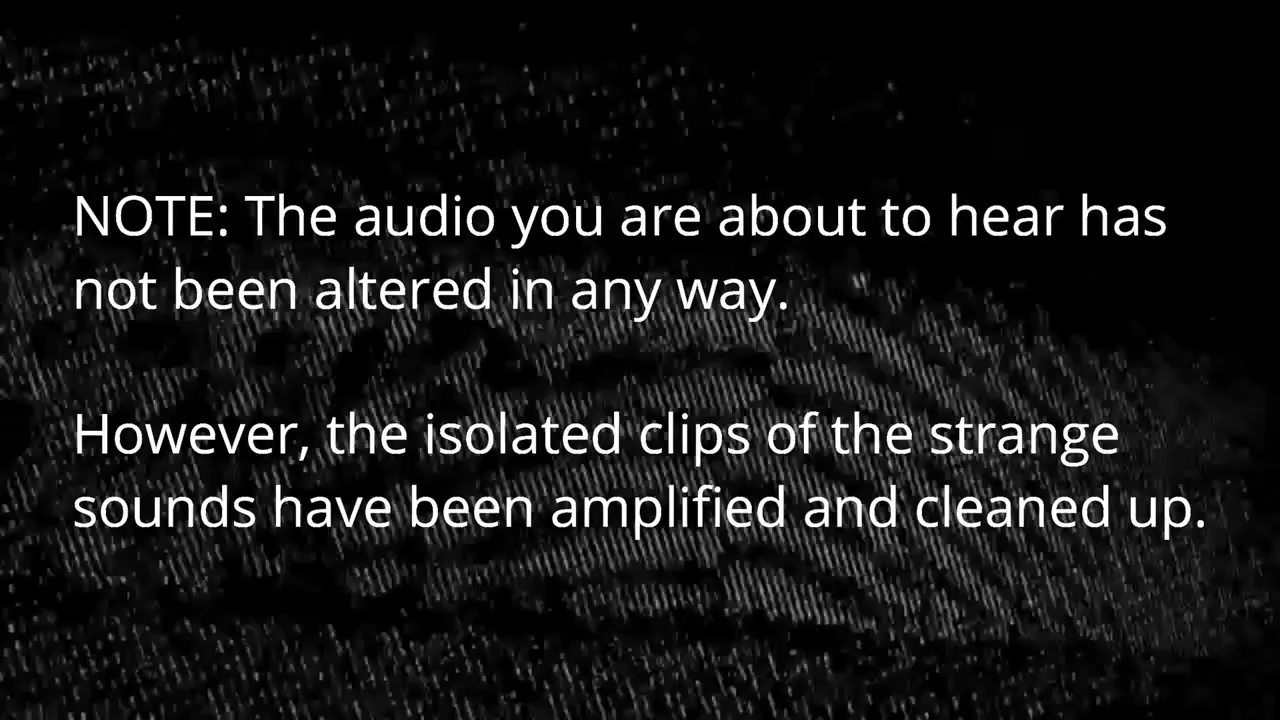 NOTE: The audio you are about to hear has
not been altered in any way.
However, the isolated clips of the strange
sounds have been amplified and cleaned up.